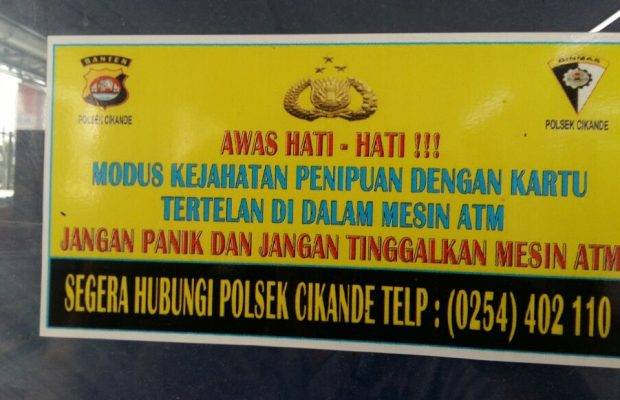 BANTEN
BINMAS
POLSEK CIKANDE
POLSEK CIKANDE
AWAS HATI - HATI !!!
MODUS KEJAHATAN PENIPUAN DENGAN KARTU
TERTELAN DI DALAM MESIN ATM
JANGAN PANIK DAN JANGAN TINGGALKAN MESIN ATM
SEGERA HUBUNGI POLSEK CIKANDE TELP : (0254) 402 110